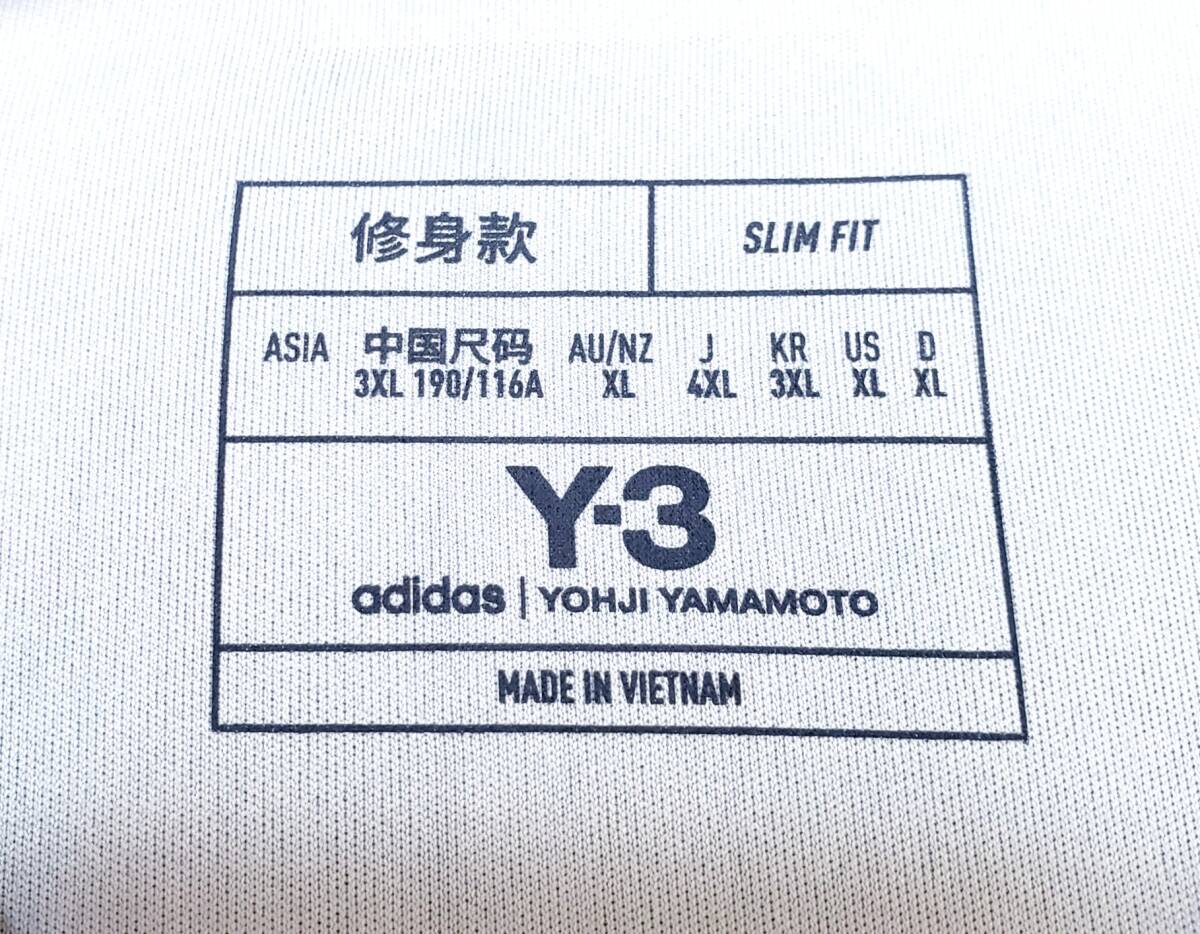 修身款 SLIM FIT
ASIA 中国尺码 AU/NZ J KR US D
3XL 190/116A XL 4XL 3XL XL XL
Y-3
adidas | YOHJI YAMAMOTO
MADE IN VIETNAM